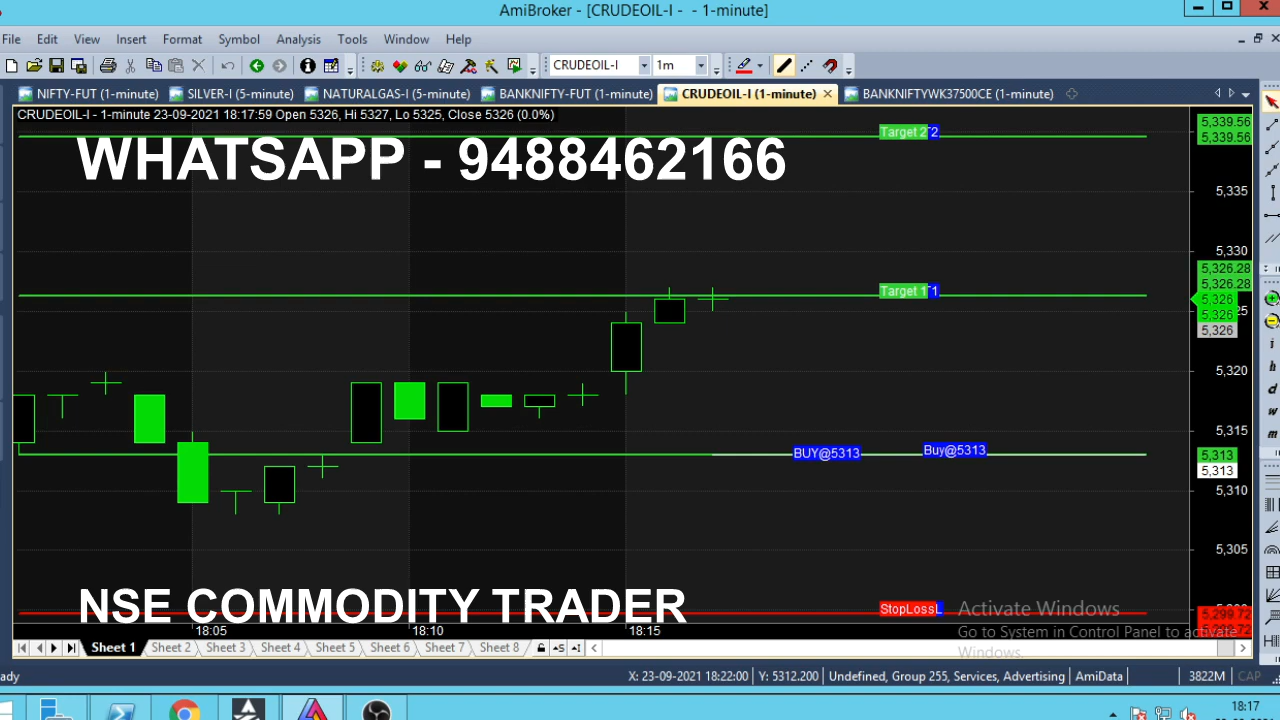 AmiBroker - [CRUDEOIL-I - - 1-minute]
File Edit View Insert Format Symbol Analysis Tools Window Help
CRUDEOIL-I 1m
NIFTY-FUT (1-minute) SILVER-I (5-minute) NATURALGAS-I (5-minute) BANKNIFTY-FUT (1-minute) CRUDEOIL-I (1-minute) BANKNIFTYWK37500CE (1-minute)
CRUDEOIL-I - 1-minute 23-09-2021 18:17:59 Open 5326, Hi 5327, Lo 5325, Close 5326 (0.0%)
5,339.56
Target 2 T2
5,339.56
WHATSAPP - 9488462166
5,335
5,330
5,326.28
5,326.28
Target 1 T1
5,326
5,326
5,326
5,320
5,315
BUY@5313 Buy@5313
5,313
5,313
5,310
5,305
NSE COMMODITY TRADER
StopLossL
5,299.72
Activate Windows
Go to System in Control Panel to activate
Windows.
18:05 18:10 18:15
Sheet 1 Sheet 2 Sheet 3 Sheet 4 Sheet 5 Sheet 6 Sheet 7 Sheet 8
ady X: 23-09-2021 18:22:00 Y: 5312.200 Undefined, Group 255, Services, Advertising AmiData 3822M CAP
18:17